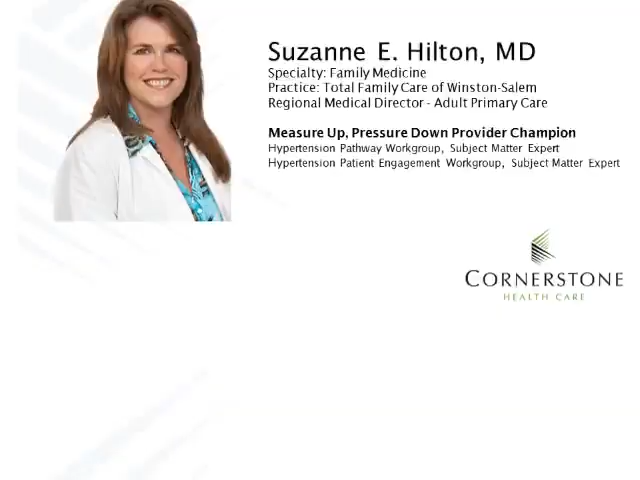 Suzanne E. Hilton, MD
Specialty: Family Medicine
Practice: Total Family Care of Winston-Salem
Regional Medical Director - Adult Primary Care
Measure Up, Pressure Down Provider Champion
Hypertension Pathway Workgroup, Subject Matter Expert
Hypertension Patient Engagement Workgroup, Subject Matter Expert
CORNERSTONE
HEALTH CARE